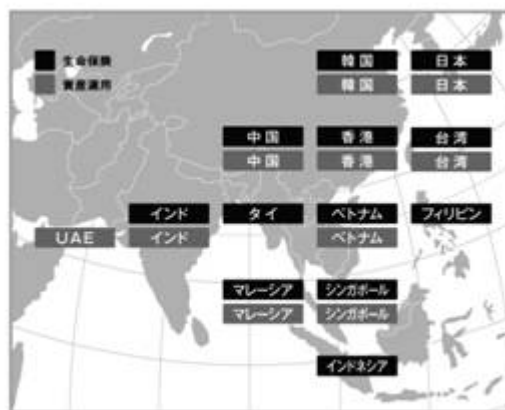 生命保険
資産運用
韓国 日本
韓国 日本
中国 香港 台湾
中国 香港 台湾
インド タイ ベトナム フィリピン
UAE インド ベトナム
マレーシア シンガポール
マレーシア シンガポール
インドネシア